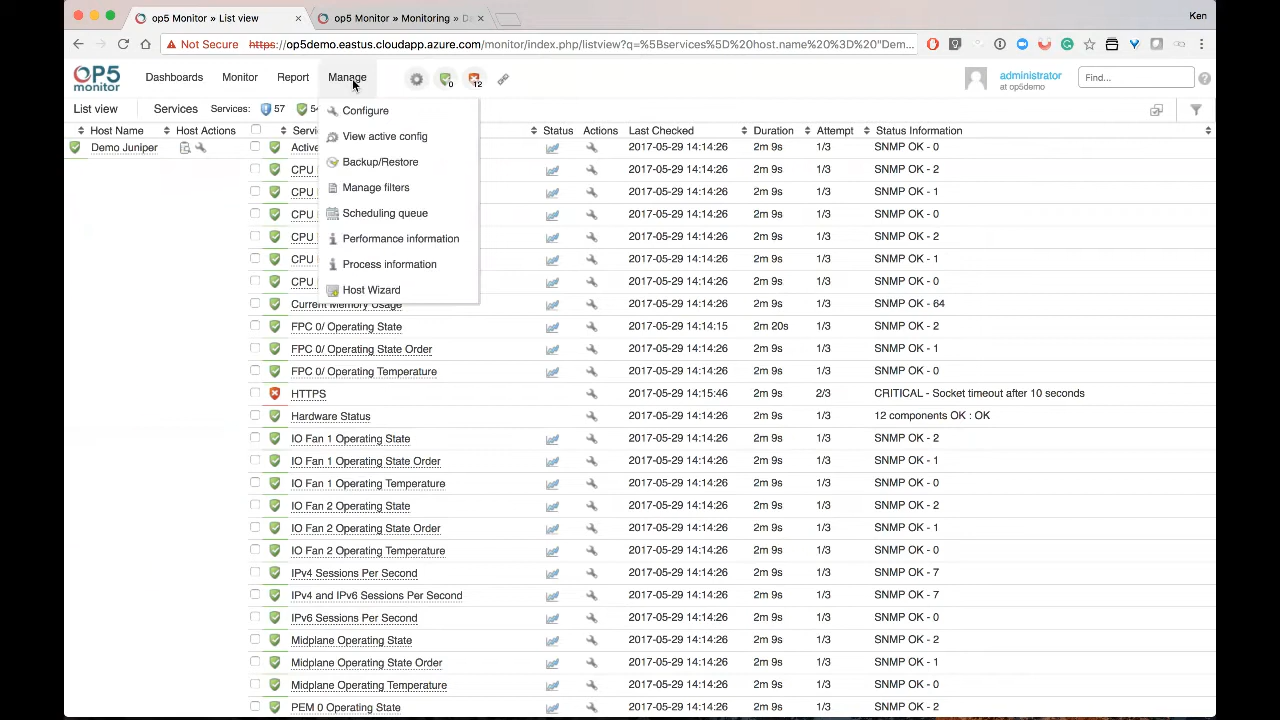 op5 Monitor » List view
op5 Monitor » Monitoring » De
Ken
Not Secure https://op5demo.eastus.cloudapp.azure.com/monitor/index.php/listview?q=%5Bservices%5D%20host.name%20%3D%20"Dem...
OP5 monitor
Dashboards Monitor Report Manage 0 12
administrator
at op5demo
Find...
List view Services Services: 57 54
Configure
View active config
Backup/Restore
Manage filters
Scheduling queue
Performance information
Process information
Host Wizard
Host Name Host Actions Servi Status Actions Last Checked Duration Attempt Status Information
Demo Juniper Active 2017-05-29 14:14:26 2m 9s 1/3 SNMP OK - 0
CPU 2017-05-29 14:14:26 2m 9s 1/3 SNMP OK - 2
CPU 2017-05-29 14:14:26 2m 9s 1/3 SNMP OK - 1
CPU 2017-05-29 14:14:26 2m 9s 1/3 SNMP OK - 0
CPU 2017-05-29 14:14:26 2m 9s 1/3 SNMP OK - 2
CPU 2017-05-29 14:14:26 2m 9s 1/3 SNMP OK - 1
CPU 2017-05-29 14:14:26 2m 9s 1/3 SNMP OK - 0
Current Memory Usage 2017-05-29 14:14:26 2m 9s 1/3 SNMP OK - 64
FPC 0/ Operating State 2017-05-29 14:14:15 2m 20s 1/3 SNMP OK - 2
FPC 0/ Operating State Order 2017-05-29 14:14:26 2m 9s 1/3 SNMP OK - 1
FPC 0/ Operating Temperature 2017-05-29 14:14:26 2m 9s 1/3 SNMP OK - 0
HTTPS 2017-05-29 14:15:46 2m 9s 2/3 CRITICAL - Socket timeout after 10 seconds
Hardware Status 2017-05-29 14:14:26 2m 9s 1/3 12 components OK : OK
IO Fan 1 Operating State 2017-05-29 14:14:26 2m 9s 1/3 SNMP OK - 2
IO Fan 1 Operating State Order 2017-05-29 14:14:26 2m 9s 1/3 SNMP OK - 1
IO Fan 1 Operating Temperature 2017-05-29 14:14:26 2m 9s 1/3 SNMP OK - 0
IO Fan 2 Operating State 2017-05-29 14:14:26 2m 9s 1/3 SNMP OK - 2
IO Fan 2 Operating State Order 2017-05-29 14:14:26 2m 9s 1/3 SNMP OK - 1
IO Fan 2 Operating Temperature 2017-05-29 14:14:26 2m 9s 1/3 SNMP OK - 0
IPv4 Sessions Per Second 2017-05-29 14:14:26 2m 9s 1/3 SNMP OK - 7
IPv4 and IPv6 Sessions Per Second 2017-05-29 14:14:26 2m 9s 1/3 SNMP OK - 7
IPv6 Sessions Per Second 2017-05-29 14:14:26 2m 9s 1/3 SNMP OK - 0
Midplane Operating State 2017-05-29 14:14:26 2m 9s 1/3 SNMP OK - 2
Midplane Operating State Order 2017-05-29 14:14:26 2m 9s 1/3 SNMP OK - 1
Midplane Operating Temperature 2017-05-29 14:14:26 2m 9s 1/3 SNMP OK - 0
PEM 0 Operating State 2017-05-29 14:14:26 2m 9s 1/3 SNMP OK - 2